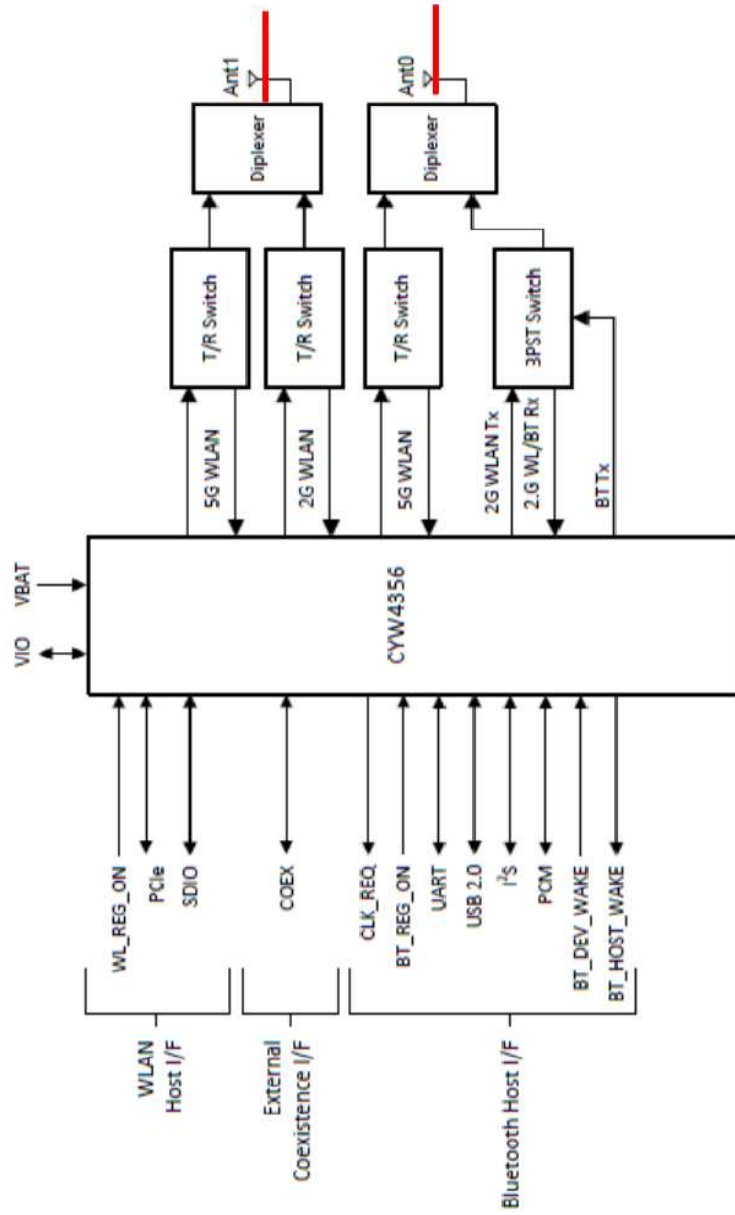 VIO
VBAT
WLAN
Host I/F
WL_REG_ON
PCIe
SDIO
External
Coexistence I/F
COEX
Bluetooth Host I/F
CLK_REQ
BT_REG_ON
UART
USB 2.0
I²S
PCM
BT_DEV_WAKE
BT_HOST_WAKE
CYW4356
5G WLAN
2G WLAN
5G WLAN
2G WLAN Tx
2.G WL/BT Rx
BT Tx
T/R Switch
T/R Switch
T/R Switch
3PST Switch
Diplexer
Diplexer
Ant1
Ant0